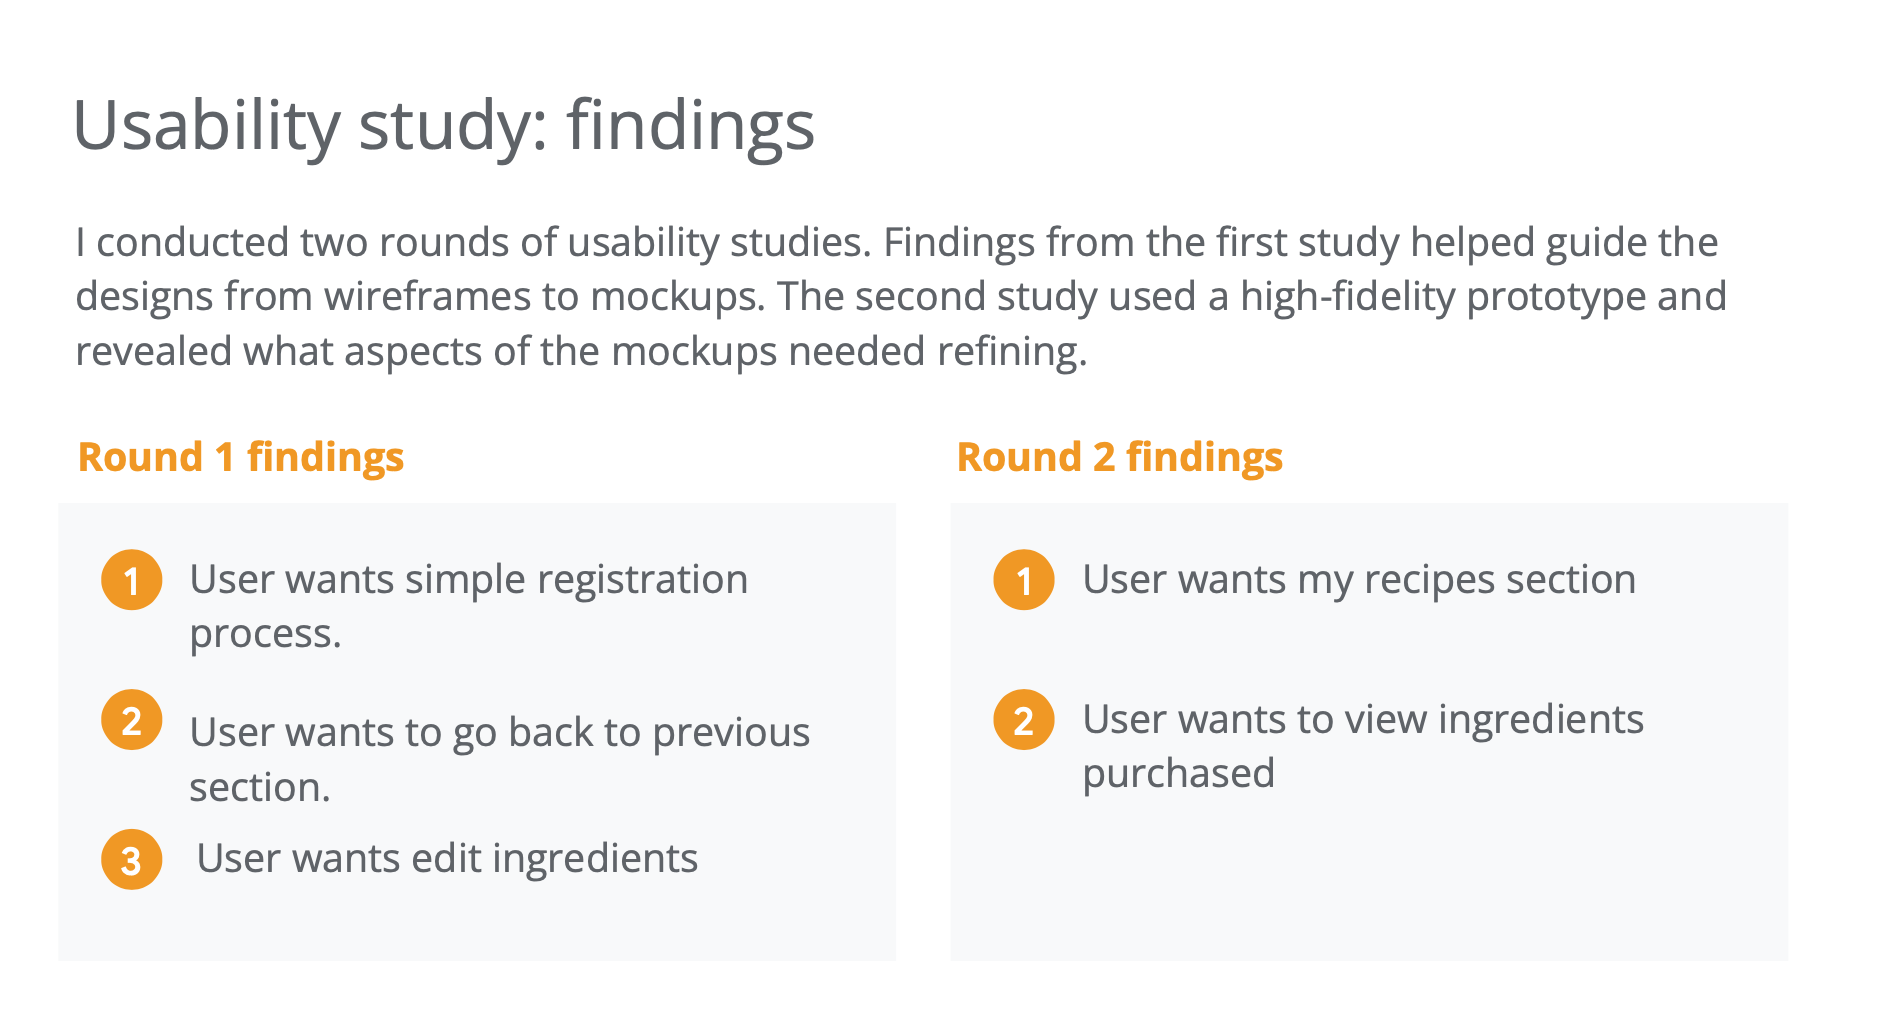 Usability study: findings
I conducted two rounds of usability studies. Findings from the first study helped guide the
designs from wireframes to mockups. The second study used a high-fidelity prototype and
revealed what aspects of the mockups needed refining.
Round 1 findings
1 User wants simple registration
process.
2 User wants to go back to previous
section.
3 User wants edit ingredients
Round 2 findings
1 User wants my recipes section
2 User wants to view ingredients
purchased